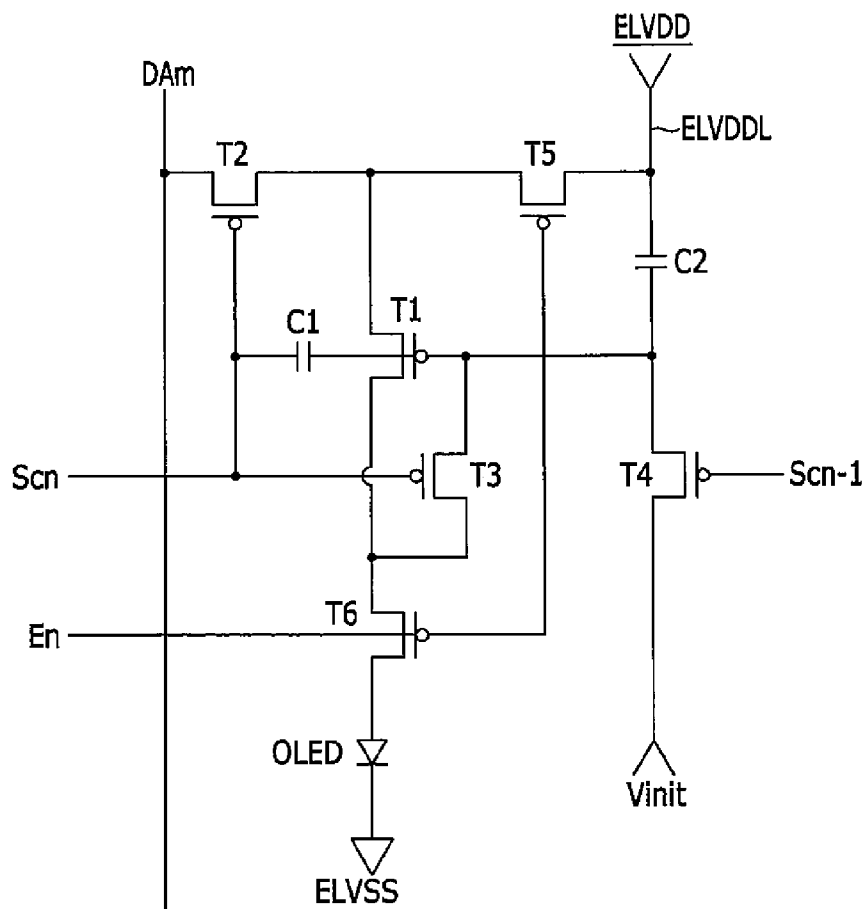 ELVDD
DAm
ELVDDL
T2
T5
C2
C1
T1
Scn
T3
T4
Scn-1
T6
En
OLED
Vinit
ELVSS